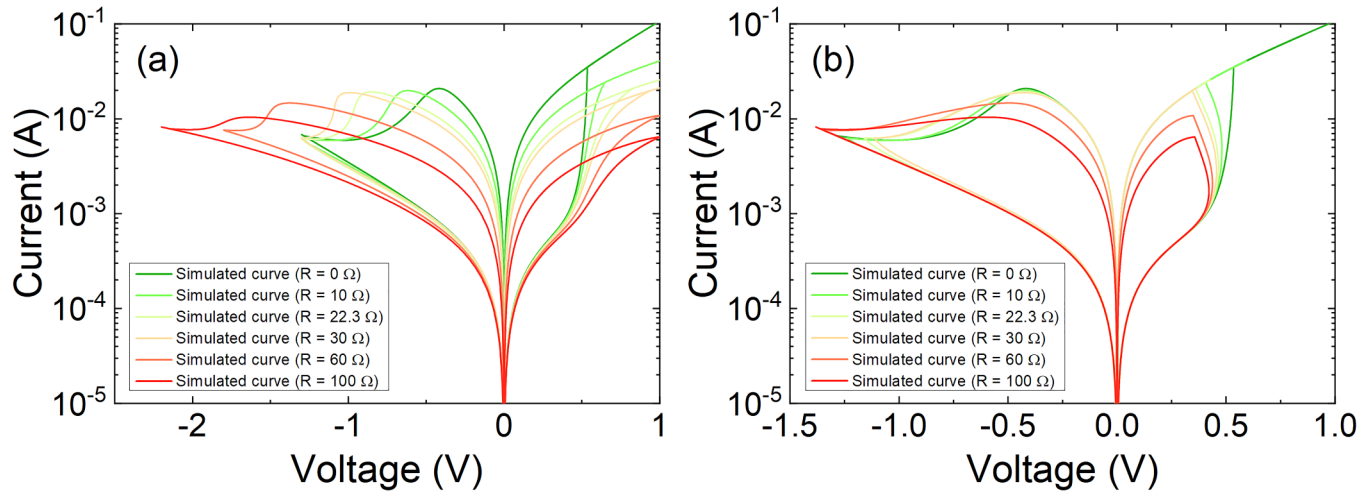 (a)
10⁻¹
10⁻²
10⁻³
10⁻⁴
10⁻⁵
Current (A)
Simulated curve (R = 0 Ω)
Simulated curve (R = 10 Ω)
Simulated curve (R = 22.3 Ω)
Simulated curve (R = 30 Ω)
Simulated curve (R = 60 Ω)
Simulated curve (R = 100 Ω)
-2 -1 0 1
Voltage (V)
(b)
10⁻¹
10⁻²
10⁻³
10⁻⁴
10⁻⁵
Current (A)
Simulated curve (R = 0 Ω)
Simulated curve (R = 10 Ω)
Simulated curve (R = 22.3 Ω)
Simulated curve (R = 30 Ω)
Simulated curve (R = 60 Ω)
Simulated curve (R = 100 Ω)
-1.5 -1.0 -0.5 0.0 0.5 1.0
Voltage (V)